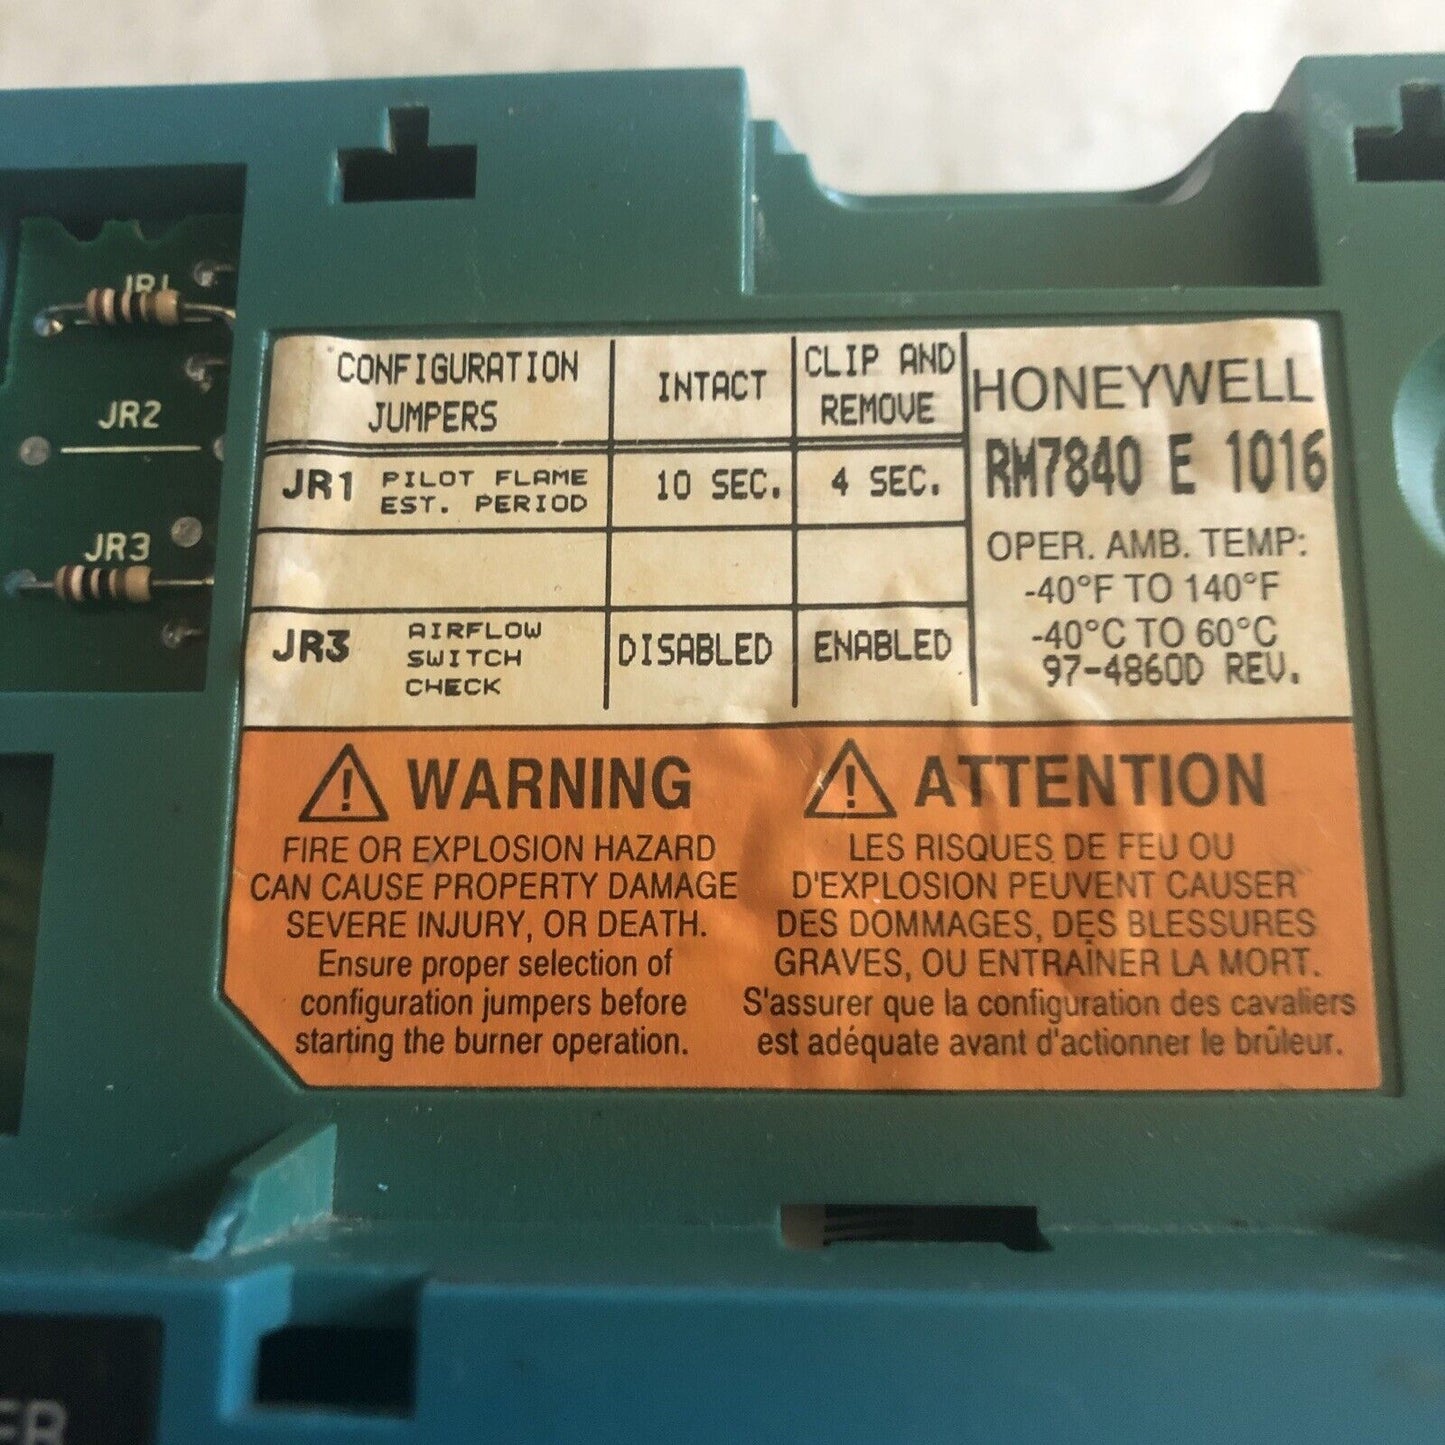 JR1
JR2
JR3
CONFIGURATION JUMPERS
INTACT
CLIP AND REMOVE
JR1 PILOT FLAME EST. PERIOD
10 SEC.
4 SEC.
JR3 AIRFLOW SWITCH CHECK
DISABLED
ENABLED
HONEYWELL
RM7840 E 1016
OPER. AMB. TEMP:
-40°F TO 140°F
-40°C TO 60°C
97-4860D REV.
WARNING
FIRE OR EXPLOSION HAZARD
CAN CAUSE PROPERTY DAMAGE
SEVERE INJURY, OR DEATH.
Ensure proper selection of
configuration jumpers before
starting the burner operation.
ATTENTION
LES RISQUES DE FEU OU
D'EXPLOSION PEUVENT CAUSER
DES DOMMAGES, DES BLESSURES
GRAVES, OU ENTRAÎNER LA MORT.
S'assurer que la configuration des cavaliers
est adéquate avant d'actionner le brûleur.